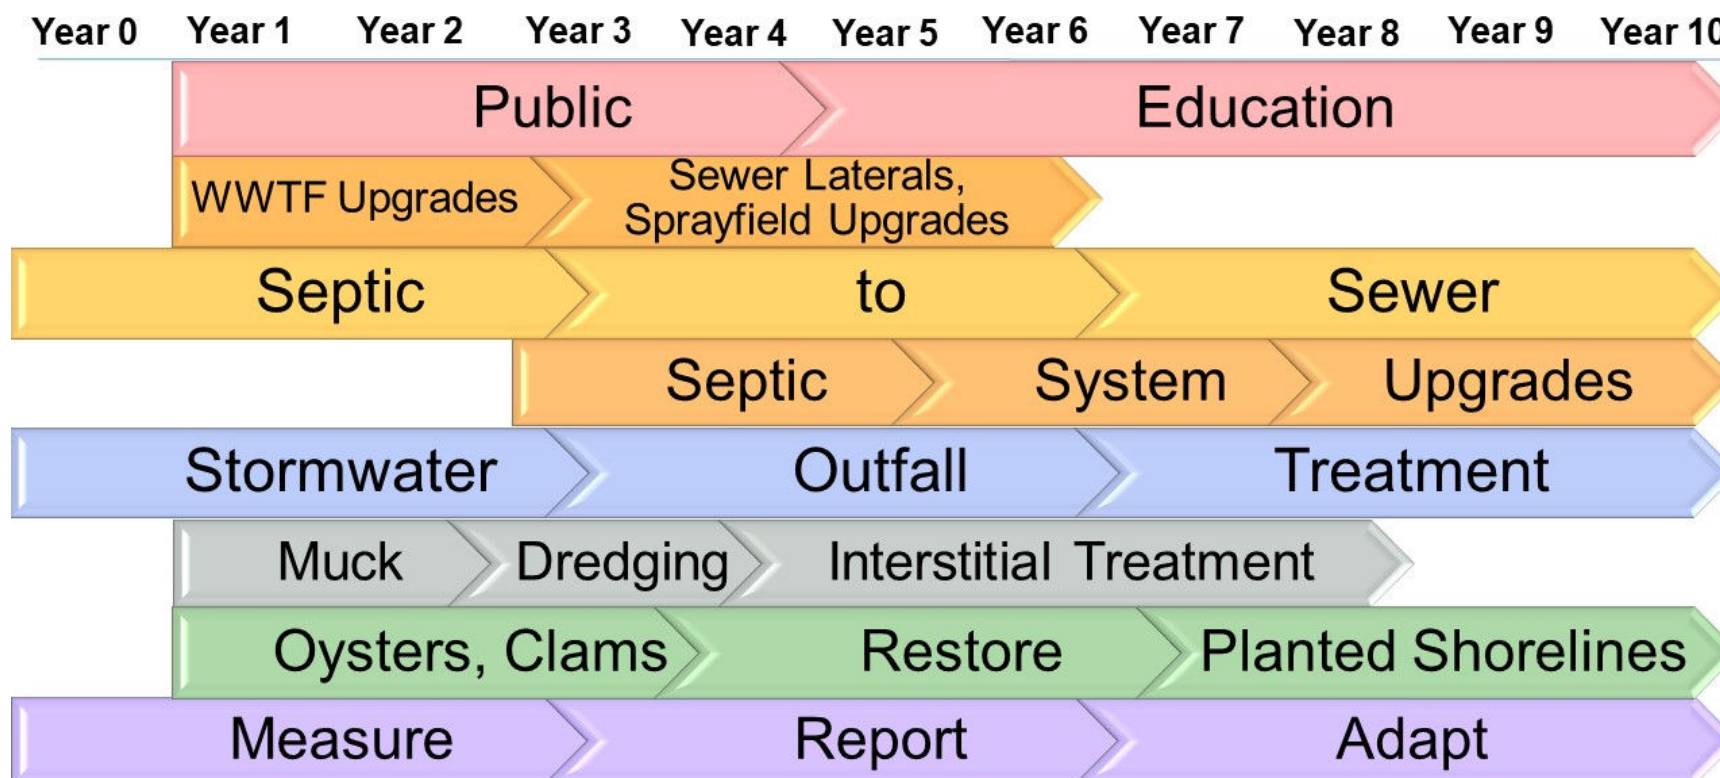 Year 0 Year 1 Year 2 Year 3 Year 4 Year 5 Year 6 Year 7 Year 8 Year 9 Year 10
Public Education
WWTF Upgrades
Sewer Laterals,
Sprayfield Upgrades
Septic to Sewer
Septic System Upgrades
Stormwater Outfall Treatment
Muck Dredging Interstitial Treatment
Oysters, Clams Restore Planted Shorelines
Measure Report Adapt